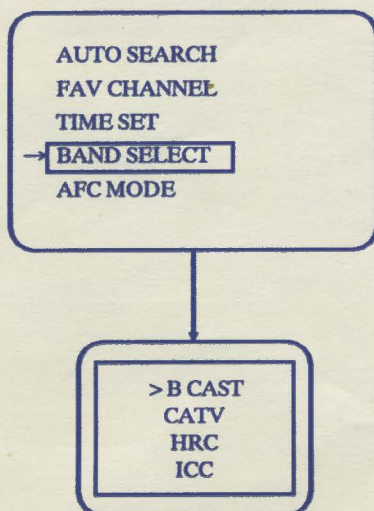 AUTO SEARCH
FAV CHANNEL
TIME SET
BAND SELECT
AFC MODE
> B CAST
CATV
HRC
ICC